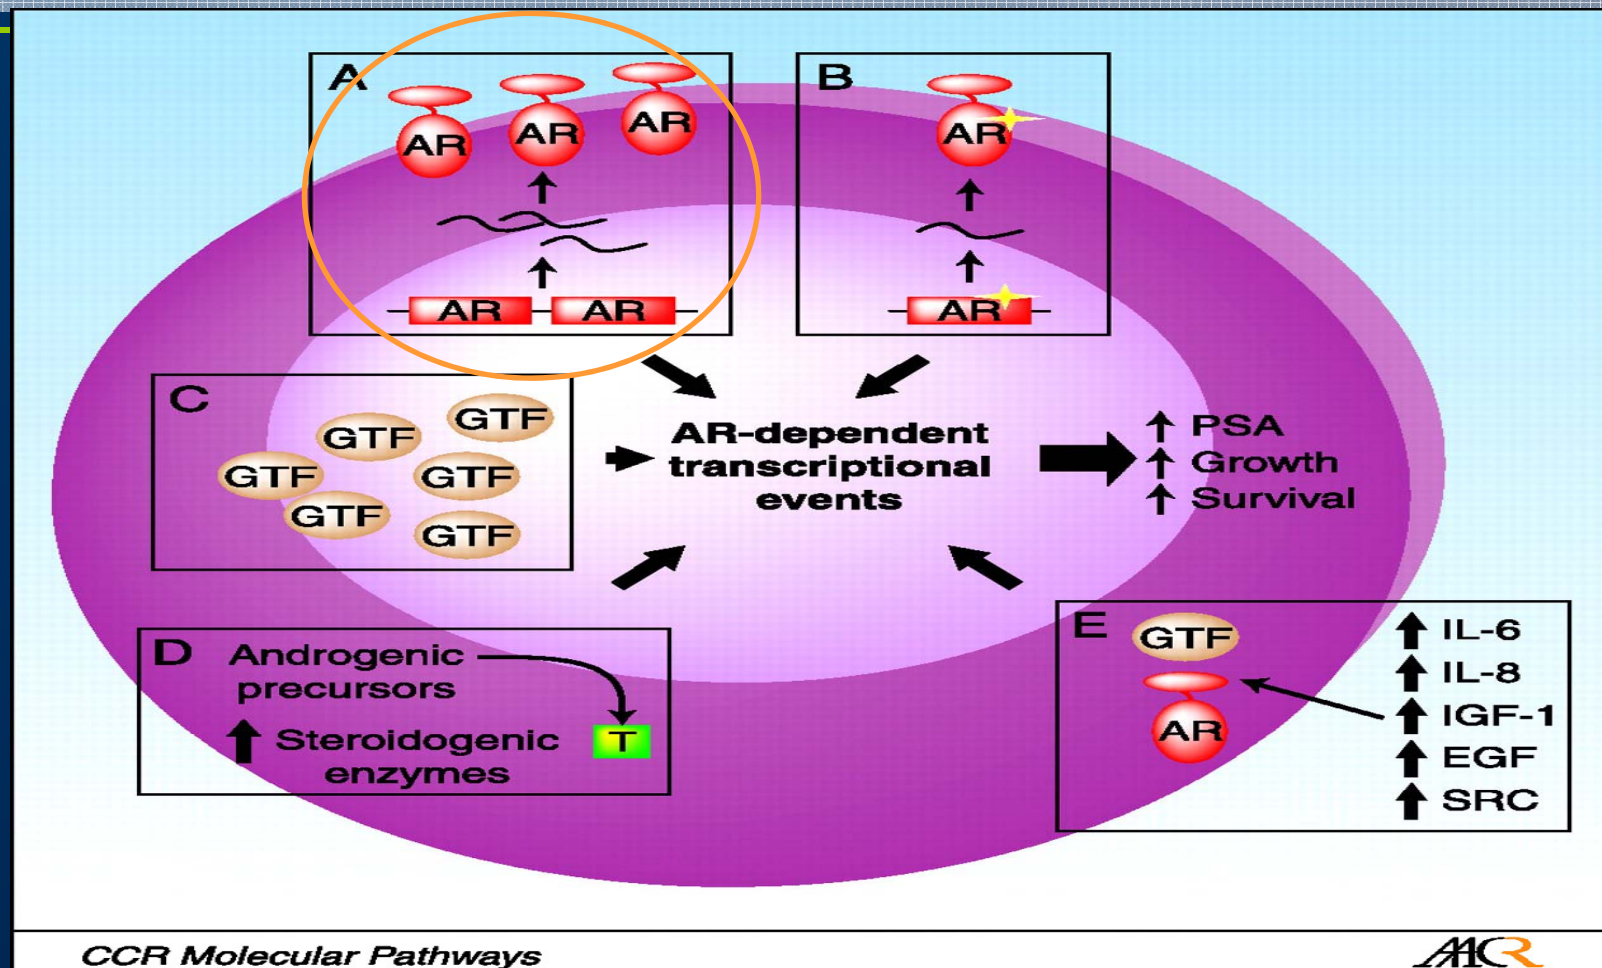 A
AR
AR
AR
AR
AR
B
AR
AR
C
GTF
GTF
GTF
GTF
GTF
GTF
AR-dependent
transcriptional
events
PSA
Growth
Survival
D
Androgenic
precursors
Steroidogenic
enzymes
T
E
GTF
AR
IL-6
IL-8
IGF-1
EGF
SRC
CCR Molecular Pathways
AACR